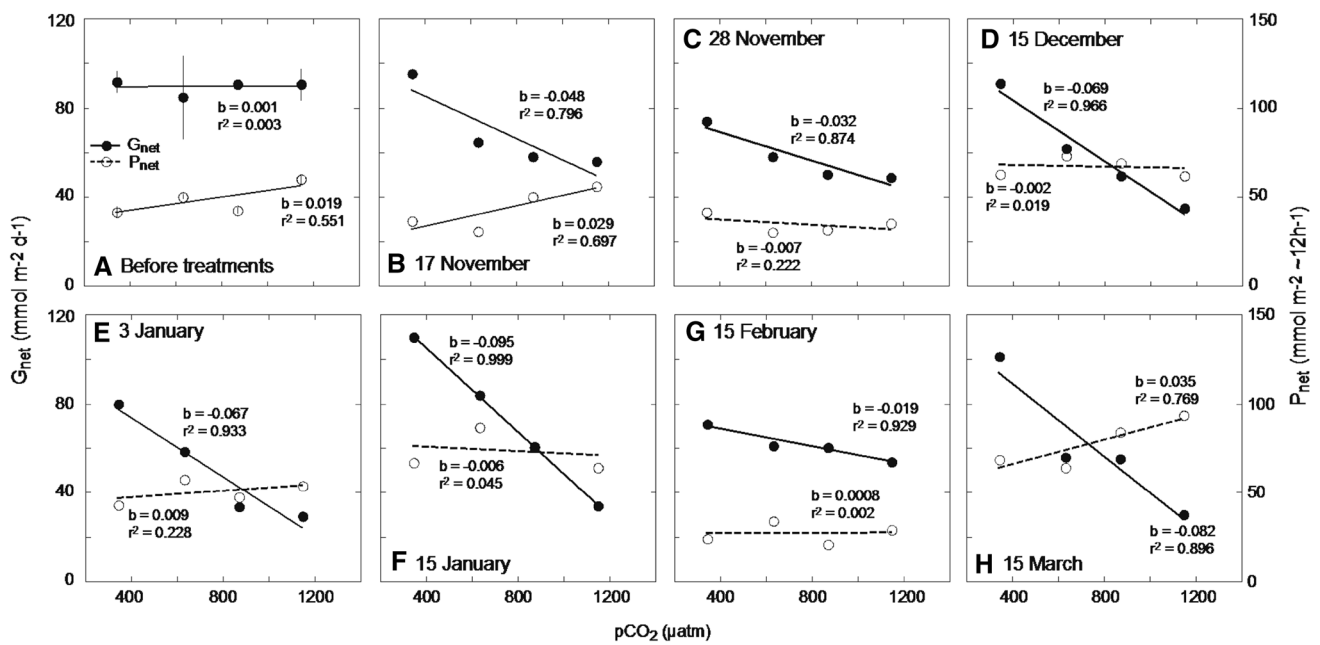 120
80
40
0
G_net (mmol m-2 d-1)
b = 0.001
r² = 0.003
G_net
P_net
b = 0.019
r² = 0.551
A Before treatments
b = -0.048
r² = 0.796
b = 0.029
r² = 0.697
B 17 November
C 28 November
b = -0.032
r² = 0.874
b = -0.007
r² = 0.222
D 15 December
b = -0.069
r² = 0.966
b = -0.002
r² = 0.019
150
100
50
0
P_net (mmol m-2 ~12h-1)
120
80
40
0
E 3 January
b = -0.067
r² = 0.933
b = 0.009
r² = 0.228
b = -0.095
r² = 0.999
b = -0.006
r² = 0.045
F 15 January
G 15 February
b = -0.019
r² = 0.929
b = 0.0008
r² = 0.002
b = 0.035
r² = 0.769
b = -0.082
r² = 0.896
H 15 March
150
100
50
0
400 800 1200 400 800 1200 400 800 1200 400 800 1200
pCO₂ (µatm)